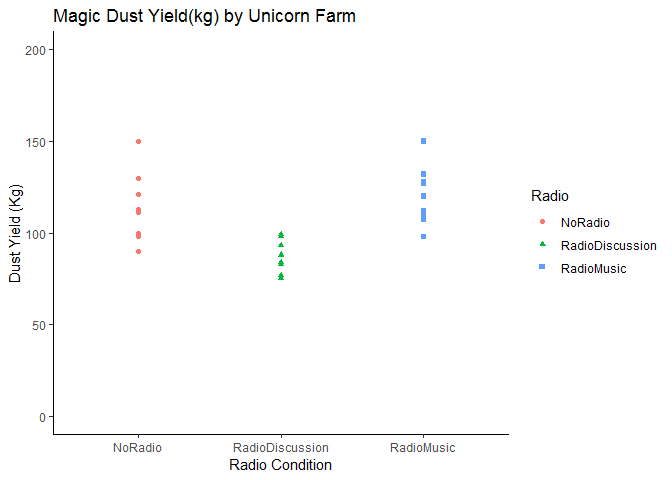 Magic Dust Yield(kg) by Unicorn Farm
200
150
100
50
0
Dust Yield (Kg)
NoRadio RadioDiscussion RadioMusic
Radio Condition
Radio
NoRadio
RadioDiscussion
RadioMusic